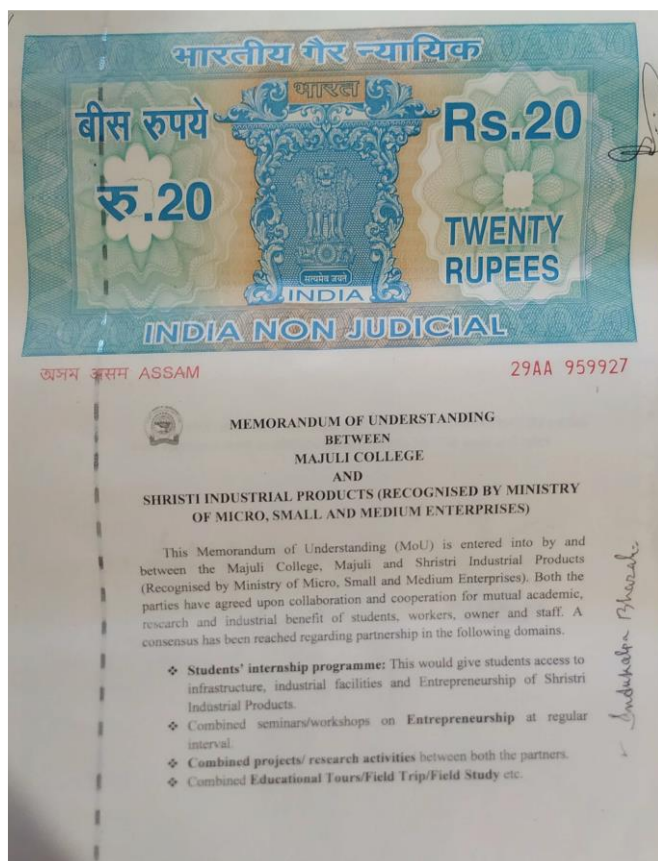 भारतीय गैर न्यायिक
भारत
बीस रुपये
Rs.20
रु.20
TWENTY
RUPEES
सत्यमेव जयते
INDIA
INDIA NON JUDICIAL
অসম असम ASSAM
29AA 959927
MEMORANDUM OF UNDERSTANDING
BETWEEN
MAJULI COLLEGE
AND
SHRISTI INDUSTRIAL PRODUCTS (RECOGNISED BY MINISTRY
OF MICRO, SMALL AND MEDIUM ENTERPRISES)
This Memorandum of Understanding (MoU) is entered into by and
between the Majuli College, Majuli and Shristri Industrial Products
(Recognised by Ministry of Micro, Small and Medium Enterprises). Both the
parties have agreed upon collaboration and cooperation for mutual academic,
research and industrial benefit of students, workers, owner and staff. A
consensus has been reached regarding partnership in the following domains.
❖ Students' internship programme: This would give students access to
infrastructure, industrial facilities and Entrepreneurship of Shristri
Industrial Products.
❖ Combined seminars/workshops on Entrepreneurship at regular
interval.
❖ Combined projects/ research activities between both the partners.
❖ Combined Educational Tours/Field Trip/Field Study etc.
Indukalpa Bharali